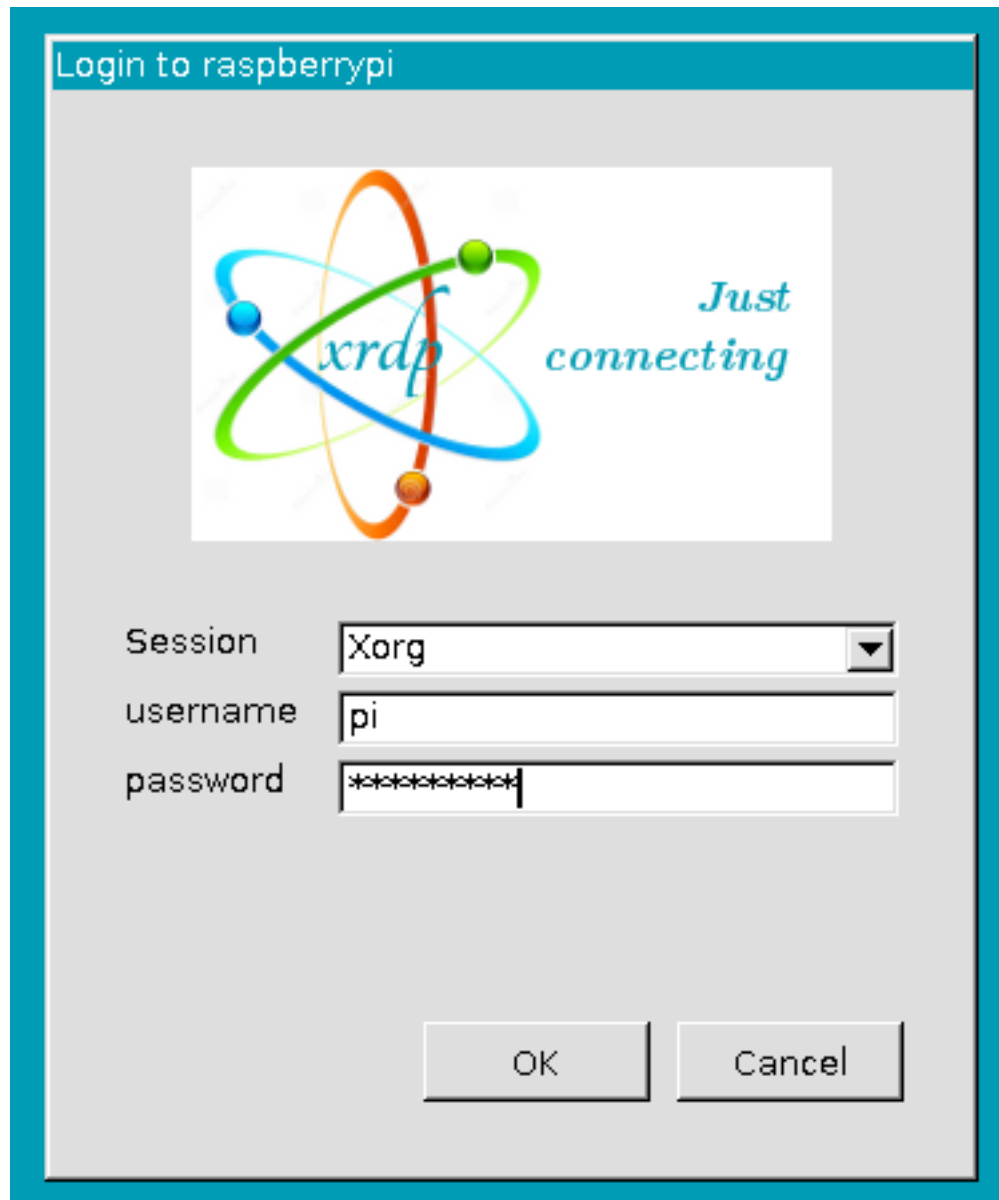 Login to raspberrypi
Just
xrdp connecting
Session Xorg
username pi
password *********
OK Cancel